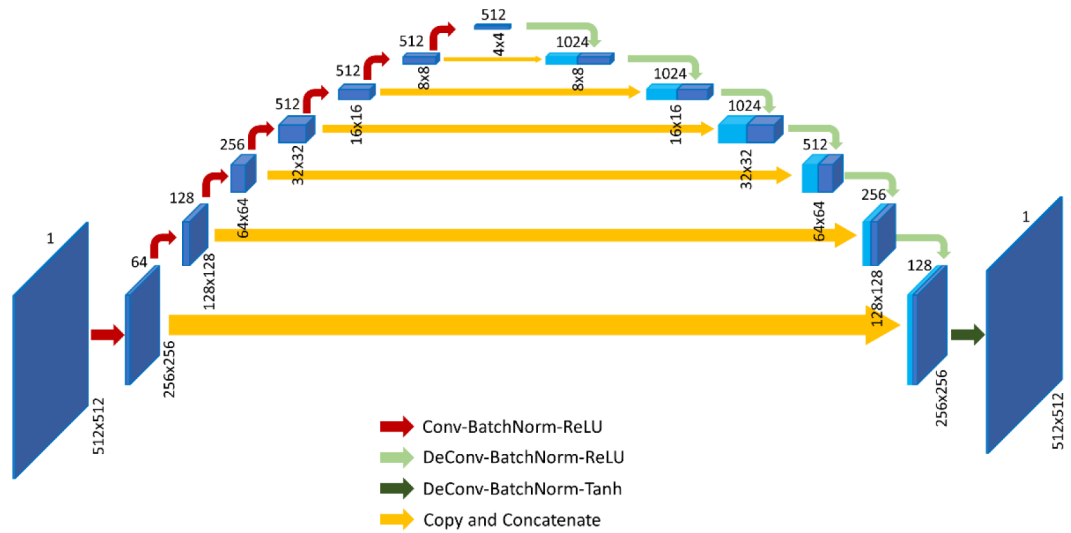 512
4x4
512
8x8
1024
8x8
512
16x16
1024
16x16
512
32x32
1024
32x32
256
64x64
512
64x64
128
128x128
256
128x128
64
256x256
128
256x256
1
512x512
1
512x512
Conv-BatchNorm-ReLU
DeConv-BatchNorm-ReLU
DeConv-BatchNorm-Tanh
Copy and Concatenate